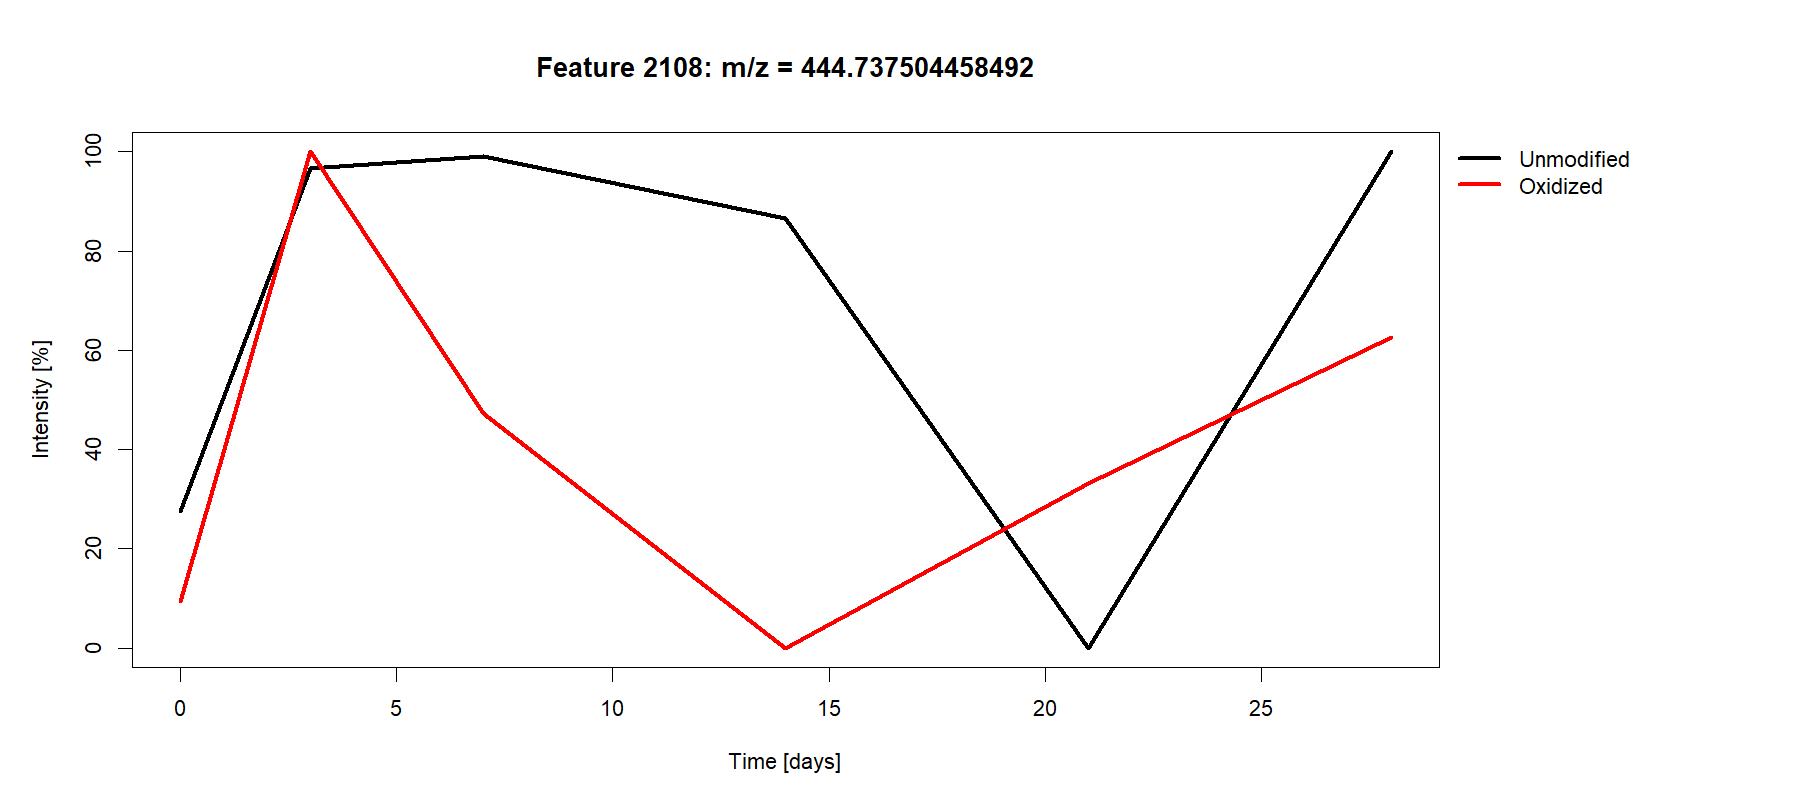 Feature 2108: m/z = 444.737504458492
Unmodified
Oxidized
100
80
60
40
20
0
Intensity [%]
0 5 10 15 20 25
Time [days]